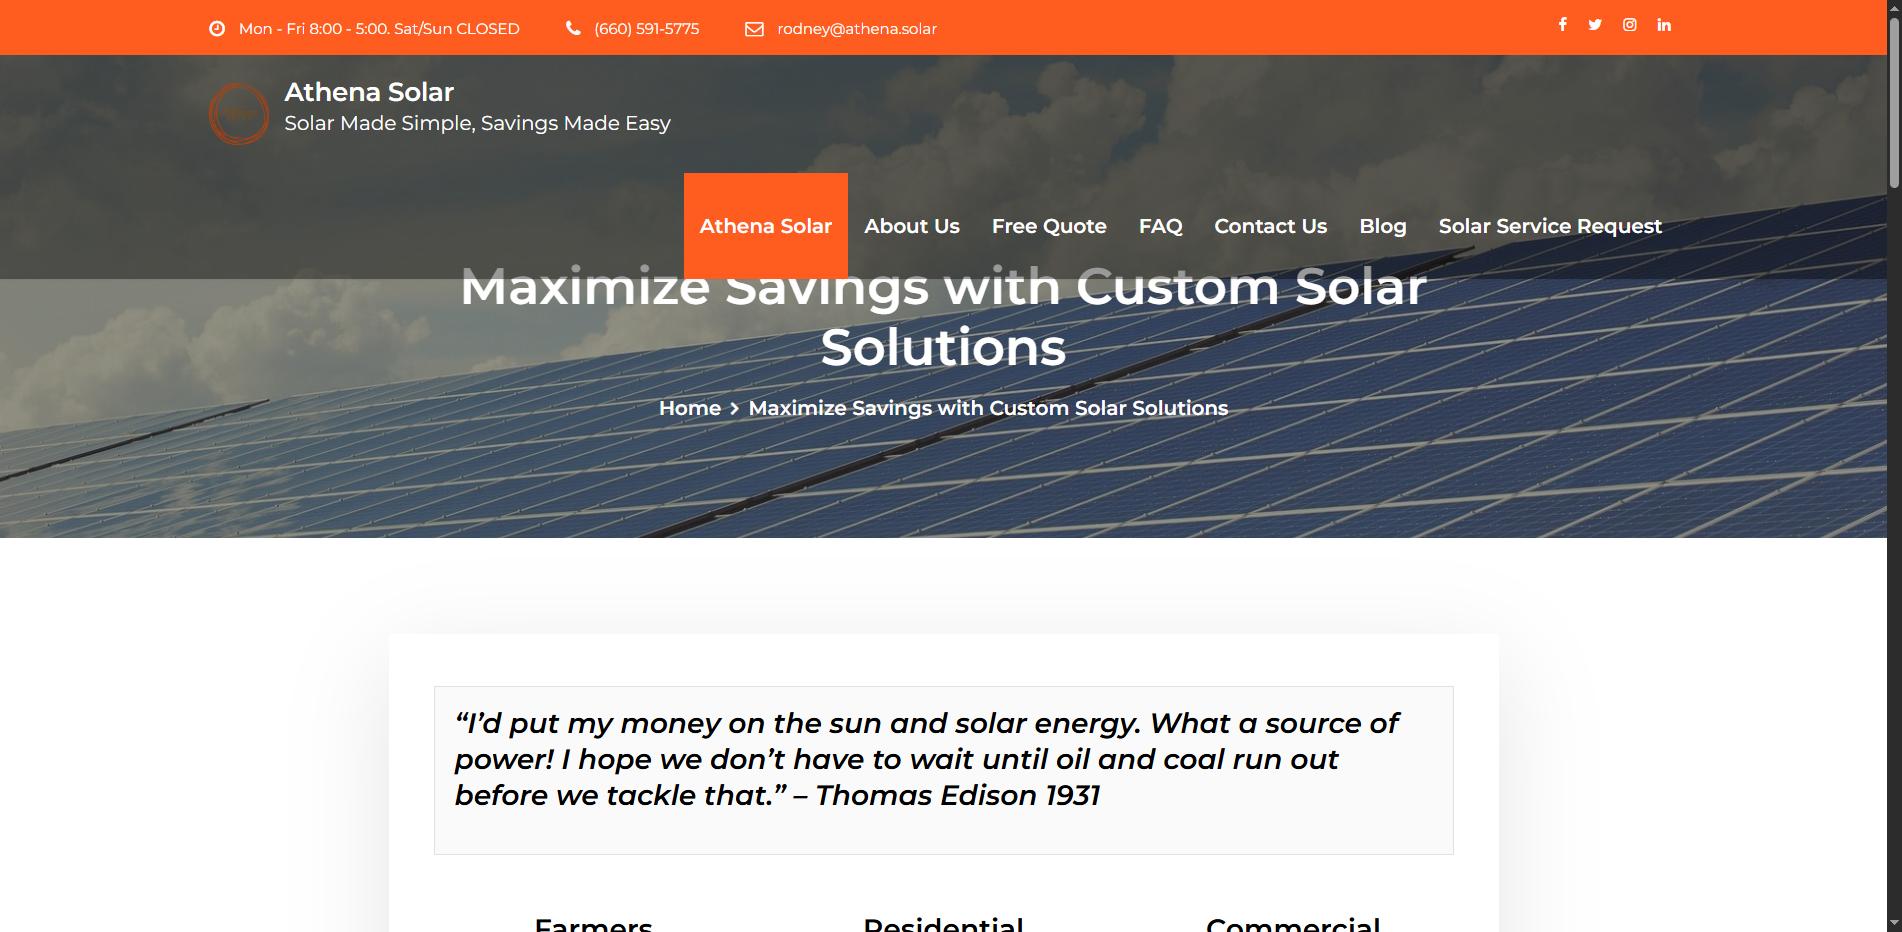 Mon - Fri 8:00 - 5:00. Sat/Sun CLOSED
(660) 591-5775
rodney@athena.solar
Athena Solar
Solar Made Simple, Savings Made Easy
Athena Solar
About Us
Free Quote
FAQ
Contact Us
Blog
Solar Service Request
Maximize Savings with Custom Solar
Solutions
Home
Maximize Savings with Custom Solar Solutions
“I’d put my money on the sun and solar energy. What a source of
power! I hope we don’t have to wait until oil and coal run out
before we tackle that.” – Thomas Edison 1931
Farmers
Residential
Commercial